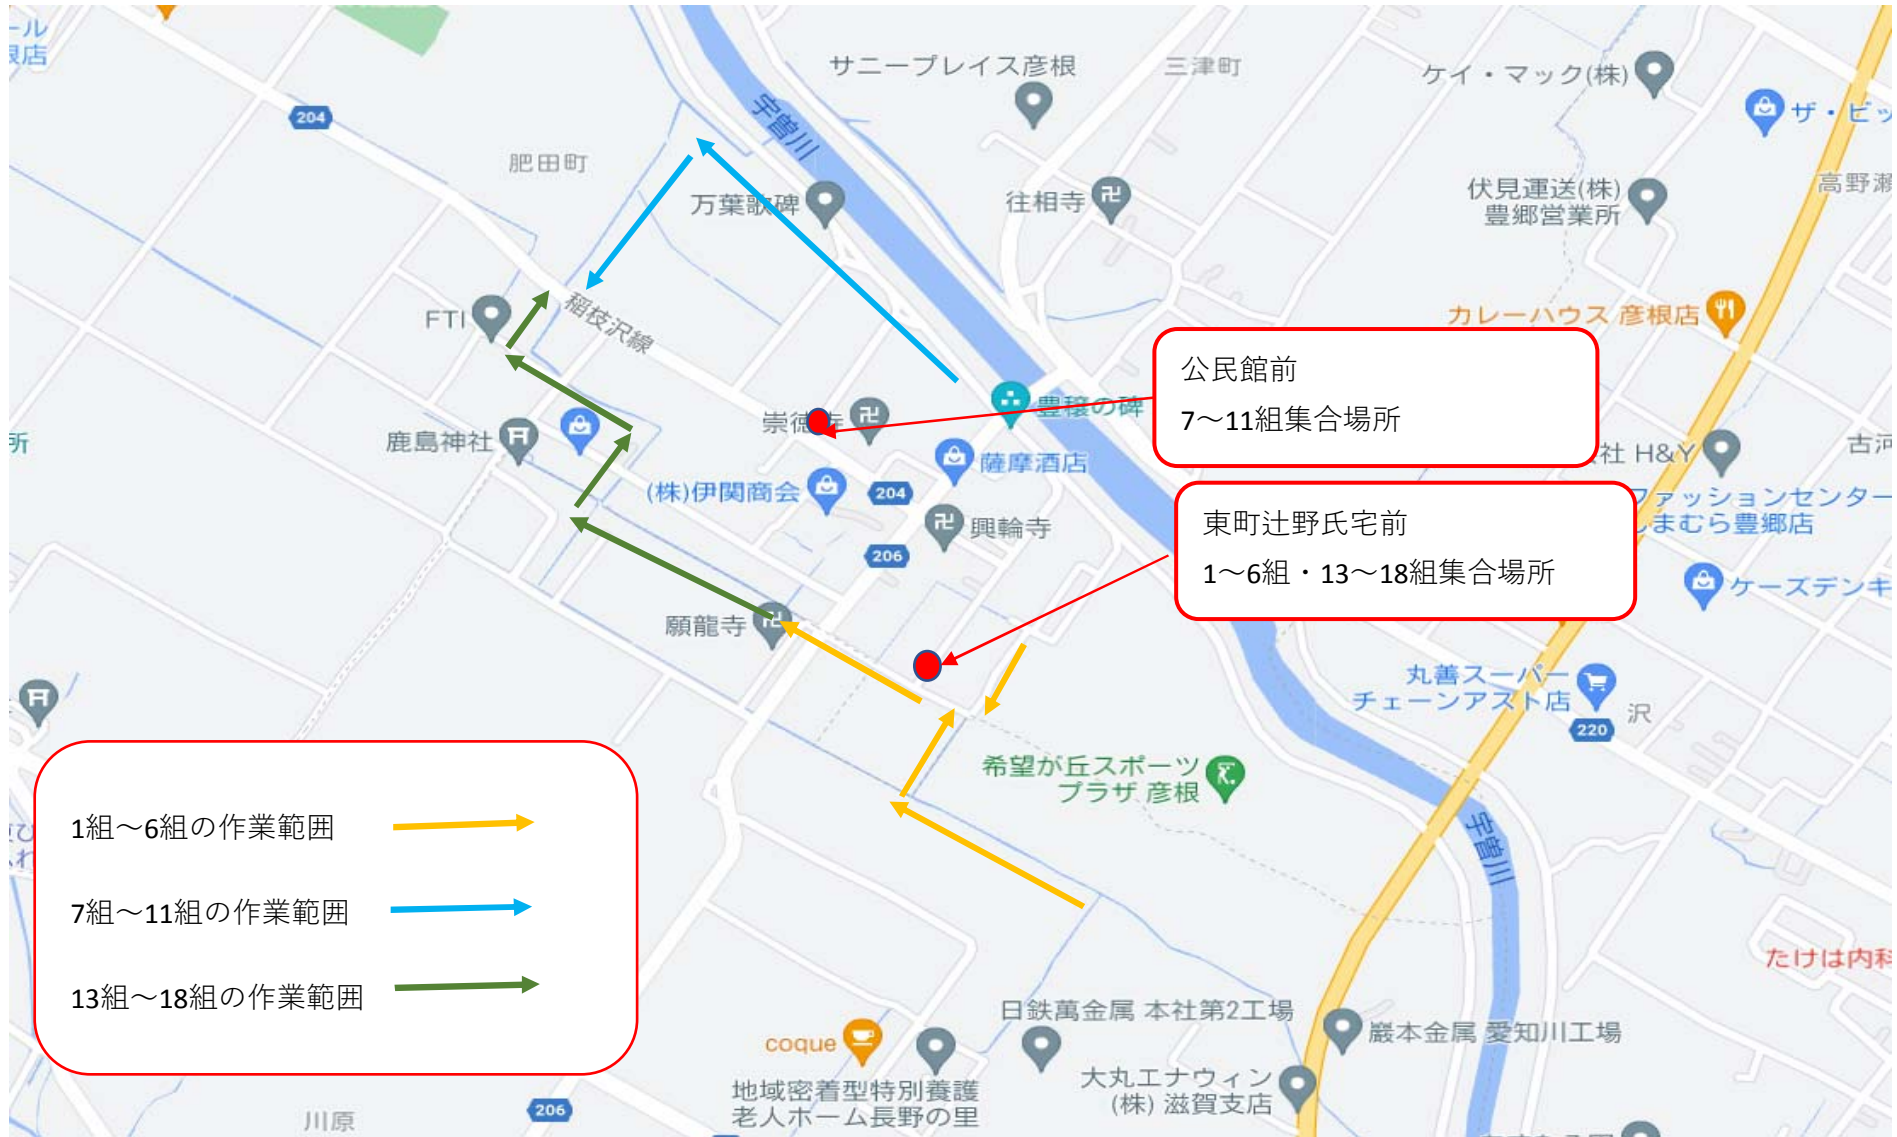 ール
根店
サニープレイス彦根
三津町
ケイ・マック(株)
ザ・ビッ
204
宇曽川
肥田町
万葉歌碑
往相寺
伏見運送(株)
豊郷営業所
高野瀬
FTI
稲枝沢線
カレーハウス 彦根店
公民館前
7～11組集合場所
豊穣の碑
崇徳寺
鹿島神社
所
薩摩酒店
(株)伊関商会
204
社 H&Y
古河
ファッションセンター
しまむら豊郷店
興輪寺
206
東町辻野氏宅前
1～6組・13～18組集合場所
ケーズデンキ
願龍寺
丸善スーパー
チェーンアスト店
沢
220
希望が丘スポーツ
プラザ 彦根
宇曽川
1組～6組の作業範囲
7組～11組の作業範囲
13組～18組の作業範囲
たけは内科
日鉄萬金属 本社第2工場
巖本金属 愛知川工場
coque
地域密着型特別養護
老人ホーム長野の里
大丸エナウィン
(株) 滋賀支店
川原
206